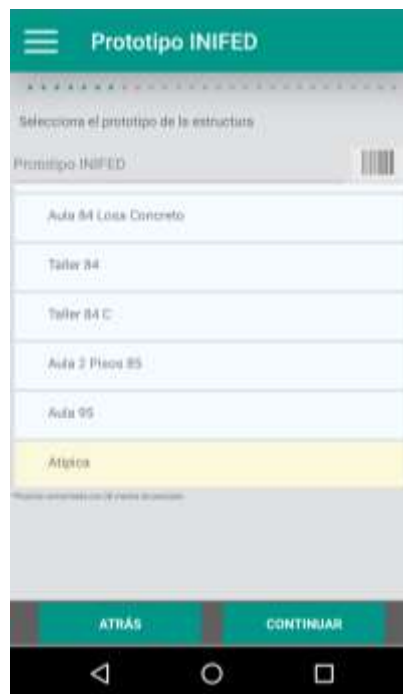 Prototipo INIFED
Selecciona el prototipo de la estructura
Prototipo INIFED
Aula 84 Losa Concreto
Taller 84
Taller 84 C
Aula 2 Pisos 85
Aula 95
Atípica
ATRÁS
CONTINUAR